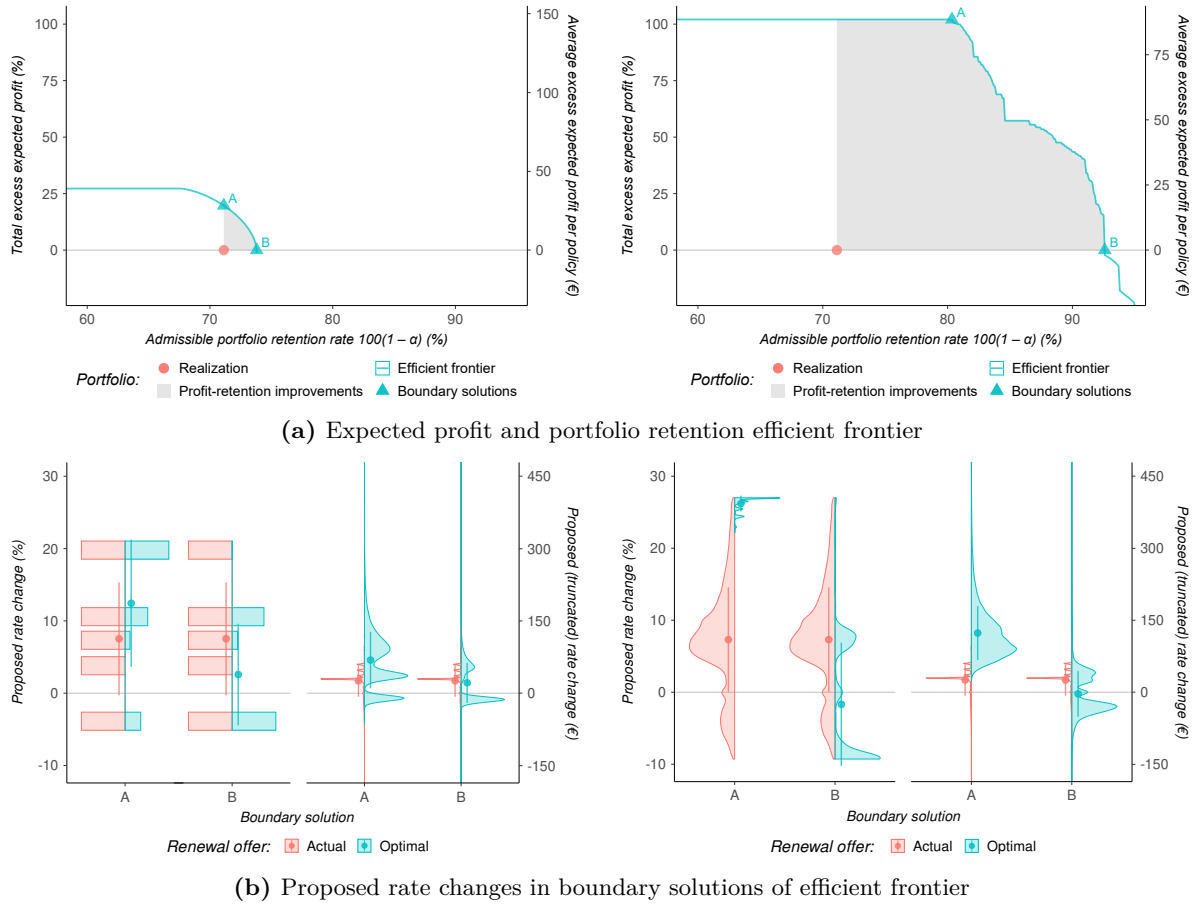 100
75
50
25
0
Total excess expected profit (%)
150
100
50
0
Average excess expected profit per policy (€)
A
B
60 70 80 90
Admissible portfolio retention rate 100(1 – α) (%)
Portfolio:
Realization
Profit-retention improvements
Efficient frontier
Boundary solutions
100
75
50
25
0
Total excess expected profit (%)
75
50
25
0
Average excess expected profit per policy (€)
A
B
60 70 80 90
Admissible portfolio retention rate 100(1 – α) (%)
Portfolio:
Realization
Profit-retention improvements
Efficient frontier
Boundary solutions
(a) Expected profit and portfolio retention efficient frontier
30
20
10
0
-10
Proposed rate change (%)
450
300
150
0
-150
Proposed (truncated) rate change (€)
A B A B
Boundary solution
Renewal offer: Actual Optimal
30
20
10
0
-10
Proposed rate change (%)
450
300
150
0
-150
Proposed (truncated) rate change (€)
A B A B
Boundary solution
Renewal offer: Actual Optimal
(b) Proposed rate changes in boundary solutions of efficient frontier